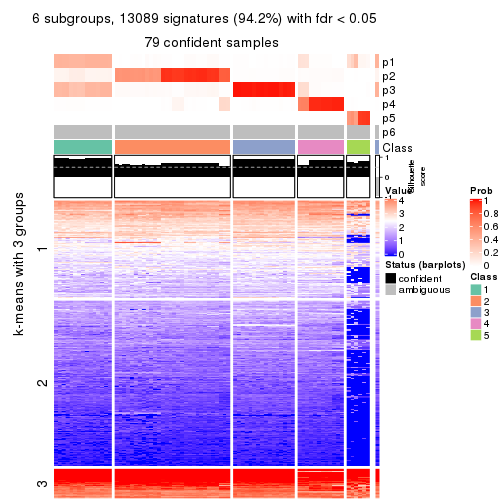 6 subgroups, 13089 signatures (94.2%) with fdr < 0.05
79 confident samples
p1
p2
p3
p4
p5
p6
Class
1
0
Silhouette
score
k-means with 3 groups
1
2
3
Value
4
3
2
1
0
Status (barplots)
confident
ambiguous
Prob
1
0.8
0.6
0.4
0.2
0
Class
1
2
3
4
5